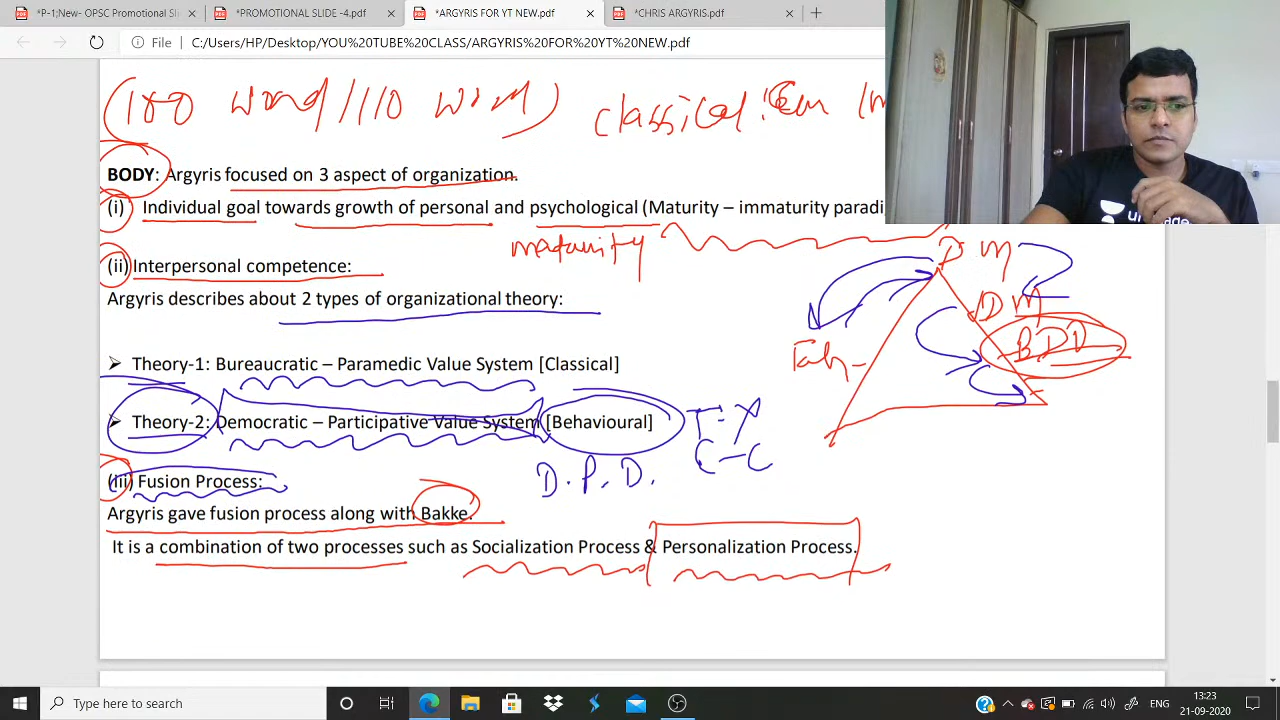 *P-1;New- OPSC Promotional Sli
*PROMOTIONAL SLIDE -4.pdf
*ARGYRIS FOR YT NEW.pdf
*CHRIS ARGYRIS.pdf
File C:/Users/HP/Desktop/YOU%20TUBE%20CLASS/ARGYRIS%20FOR%20YT%20NEW.pdf
(100 word/110 word) classical
BODY: Argyris focused on 3 aspect of organization.
(i) Individual goal towards growth of personal and psychological (Maturity – immaturity paradi
maturity
P M
(ii) Interpersonal competence:
Argyris describes about 2 types of organizational theory:
DM
BDD
Theory-1: Bureaucratic – Paramedic Value System [Classical]
Theory-2: Democratic – Participative Value System [Behavioural]
C-C
D. P. D.
(iii) Fusion Process:
Argyris gave fusion process along with Bakke.
It is a combination of two processes such as Socialization Process & Personalization Process.
Type here to search
ENG
13:23
21-09-2020